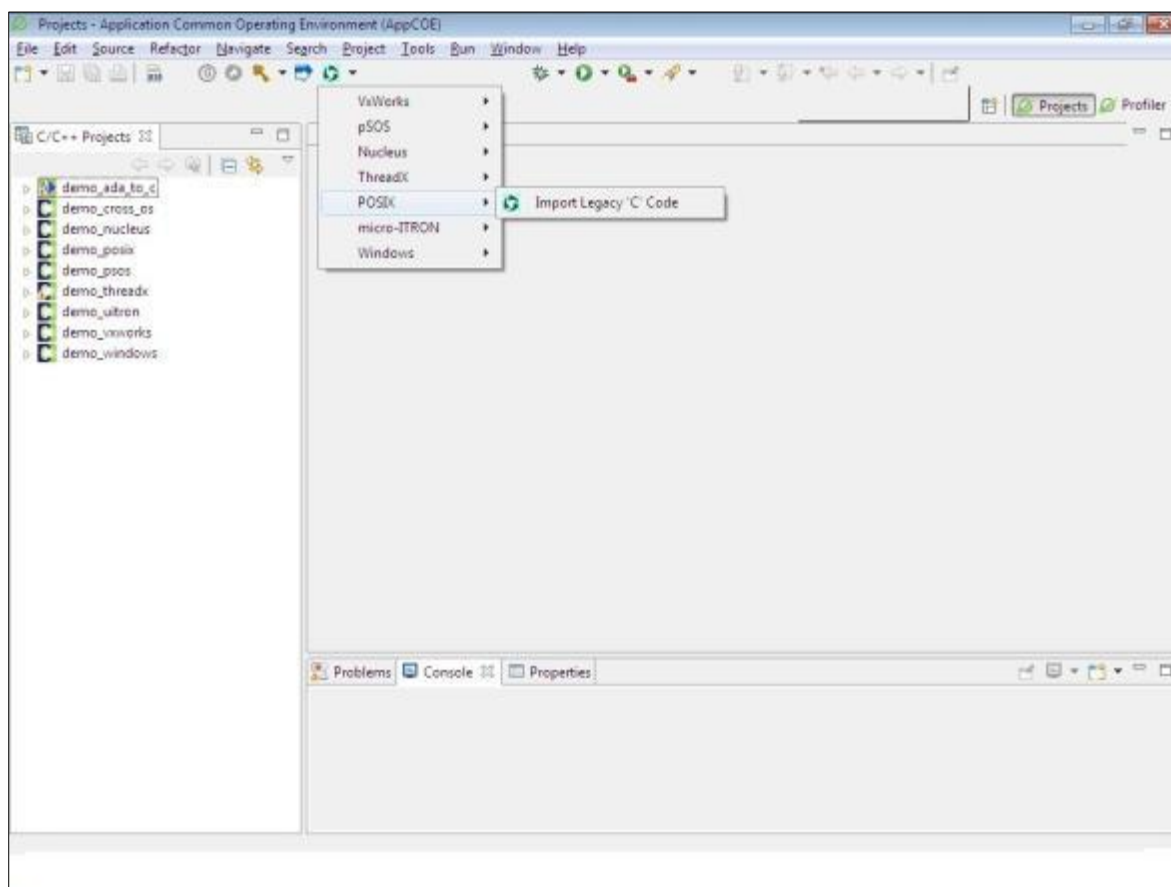 Projects - Application Common Operating Environment (AppCOE)
File Edit Source Refactor Navigate Search Project Tools Run Window Help
Projects Profiler
C/C++ Projects
demo_ada_to_c
demo_cross_os
demo_nucleus
demo_posix
demo_psos
demo_threadx
demo_uitron
demo_vxworks
demo_windows
VxWorks
pSOS
Nucleus
ThreadX
POSIX
micro-ITRON
Windows
Import Legacy 'C' Code
Problems Console Properties